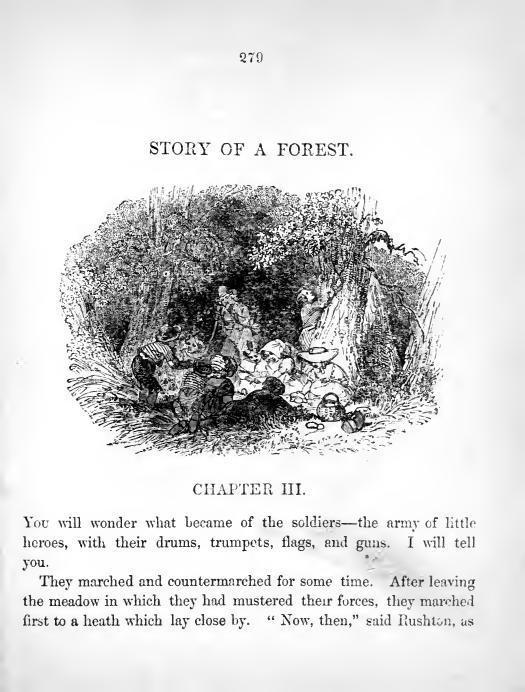 279
STORY OF A FOREST.
CHAPTER III.
You will wonder what became of the soldiers—the army of little
heroes, with their drums, trumpets, flags, and guns. I will tell
you.
They marched and countermarched for some time. After leaving
the meadow in which they had mustered their forces, they marched
first to a heath which lay close by. “ Now, then,” said Rushton, as